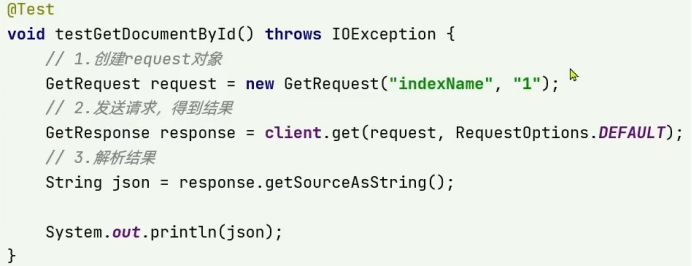 @Test
void testGetDocumentById() throws IOException {
    // 1.创建request对象
    GetRequest request = new GetRequest("indexName", "1");
    // 2.发送请求，得到结果
    GetResponse response = client.get(request, RequestOptions.DEFAULT);
    // 3.解析结果
    String json = response.getSourceAsString();

    System.out.println(json);
}